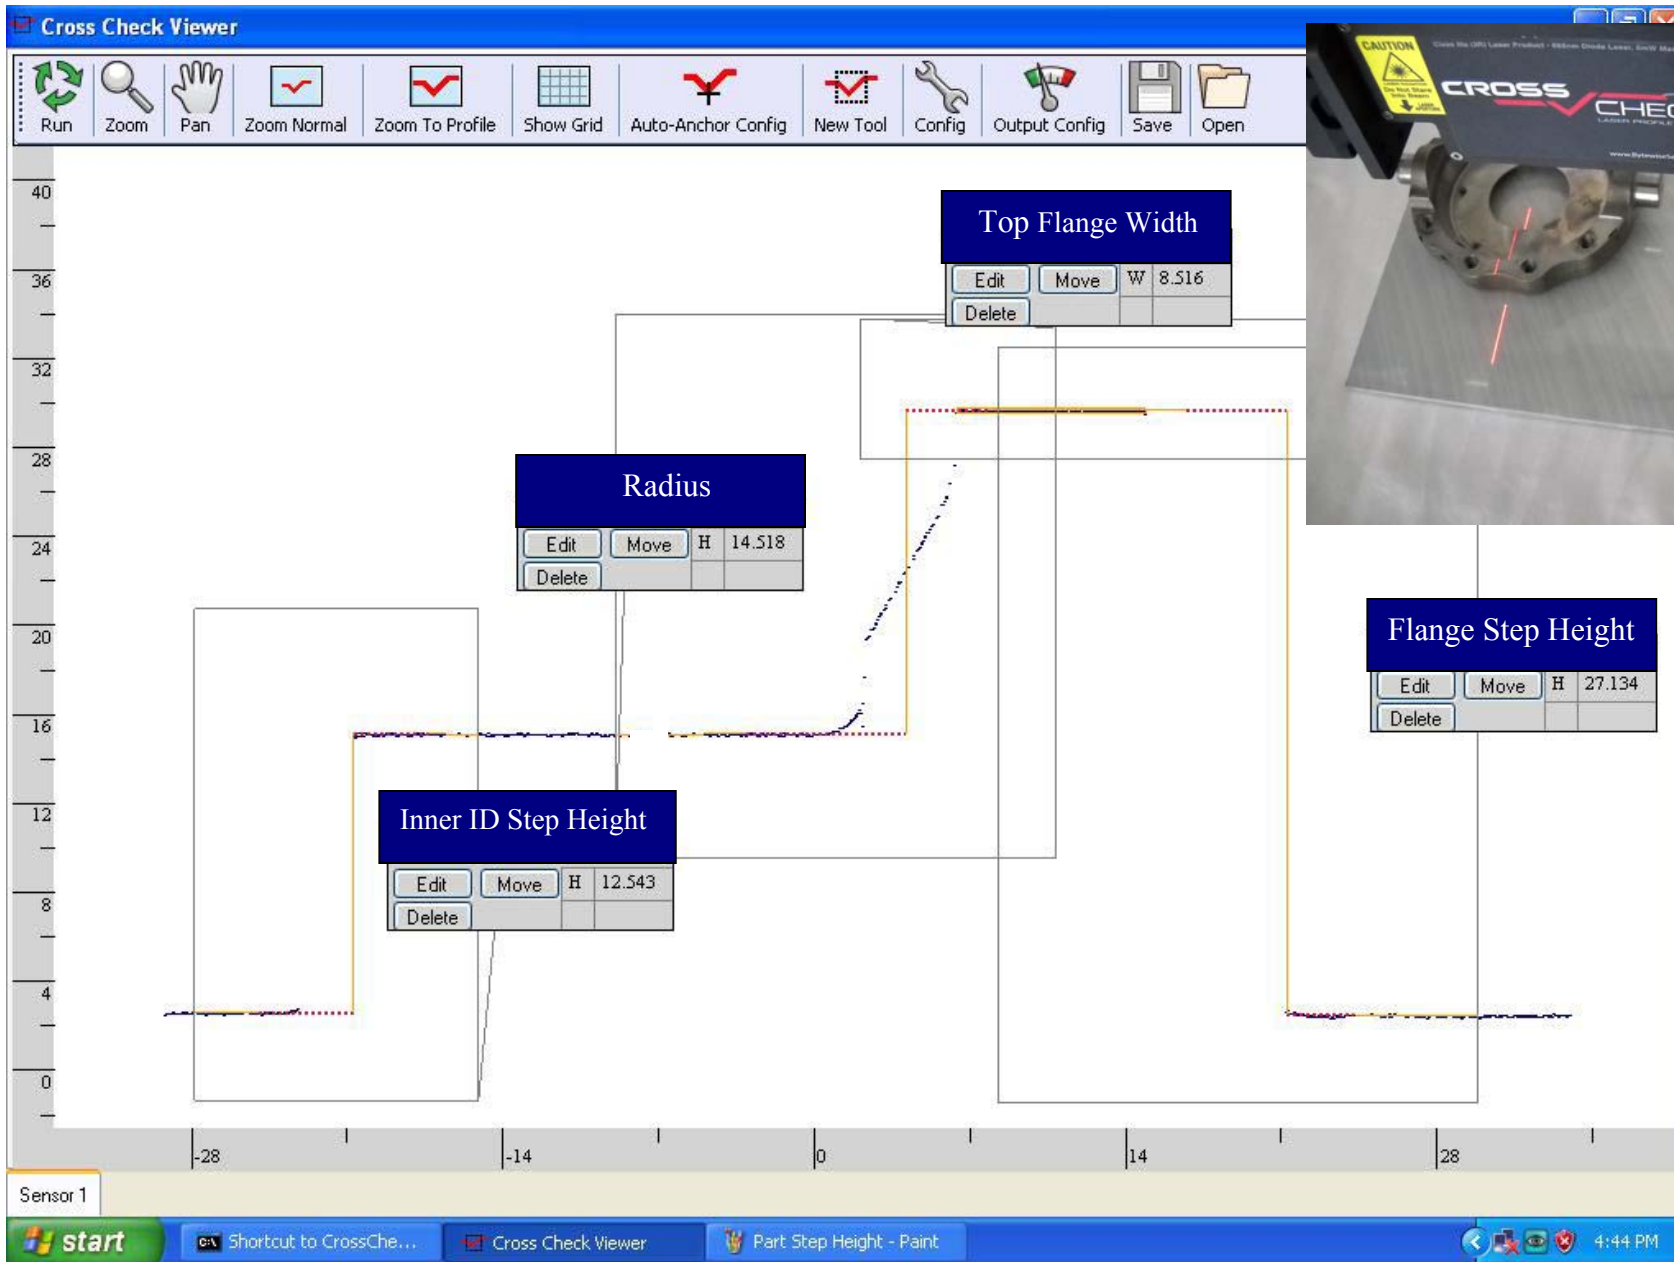 Cross Check Viewer
Run
Zoom
Pan
Zoom Normal
Zoom To Profile
Show Grid
Auto-Anchor Config
New Tool
Config
Output Config
Save
Open
CAUTION
CROSS
CHEC
40
36
32
28
24
20
16
12
8
4
0
Top Flange Width
Edit Move W 8.516
Delete
Radius
Edit Move H 14.518
Delete
Flange Step Height
Edit Move H 27.134
Delete
Inner ID Step Height
Edit Move H 12.543
Delete
-28 -14 0 14 28
Sensor 1
start
Shortcut to CrossChe...
Cross Check Viewer
Part Step Height - Paint
4:44 PM